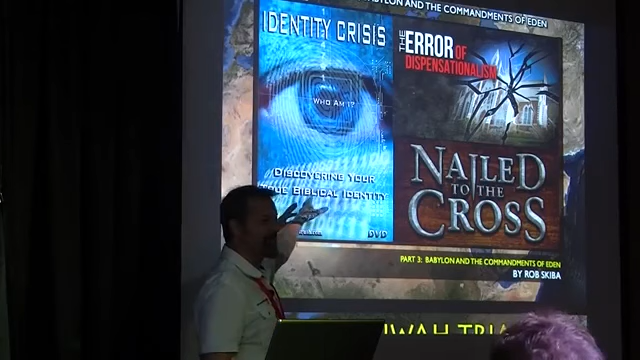 BABYLON AND THE COMMANDMENTS OF EDEN
IDENTITY CRISIS
WHO AM I?
DISCOVERING YOUR
TRUE BIBLICAL IDENTITY
DVD
THE ERROR OF
DISPENSATIONALISM
NAILED
TO THE
CROSS
PART 3: BABYLON AND THE COMMANDMENTS OF EDEN
BY ROB SKIBA